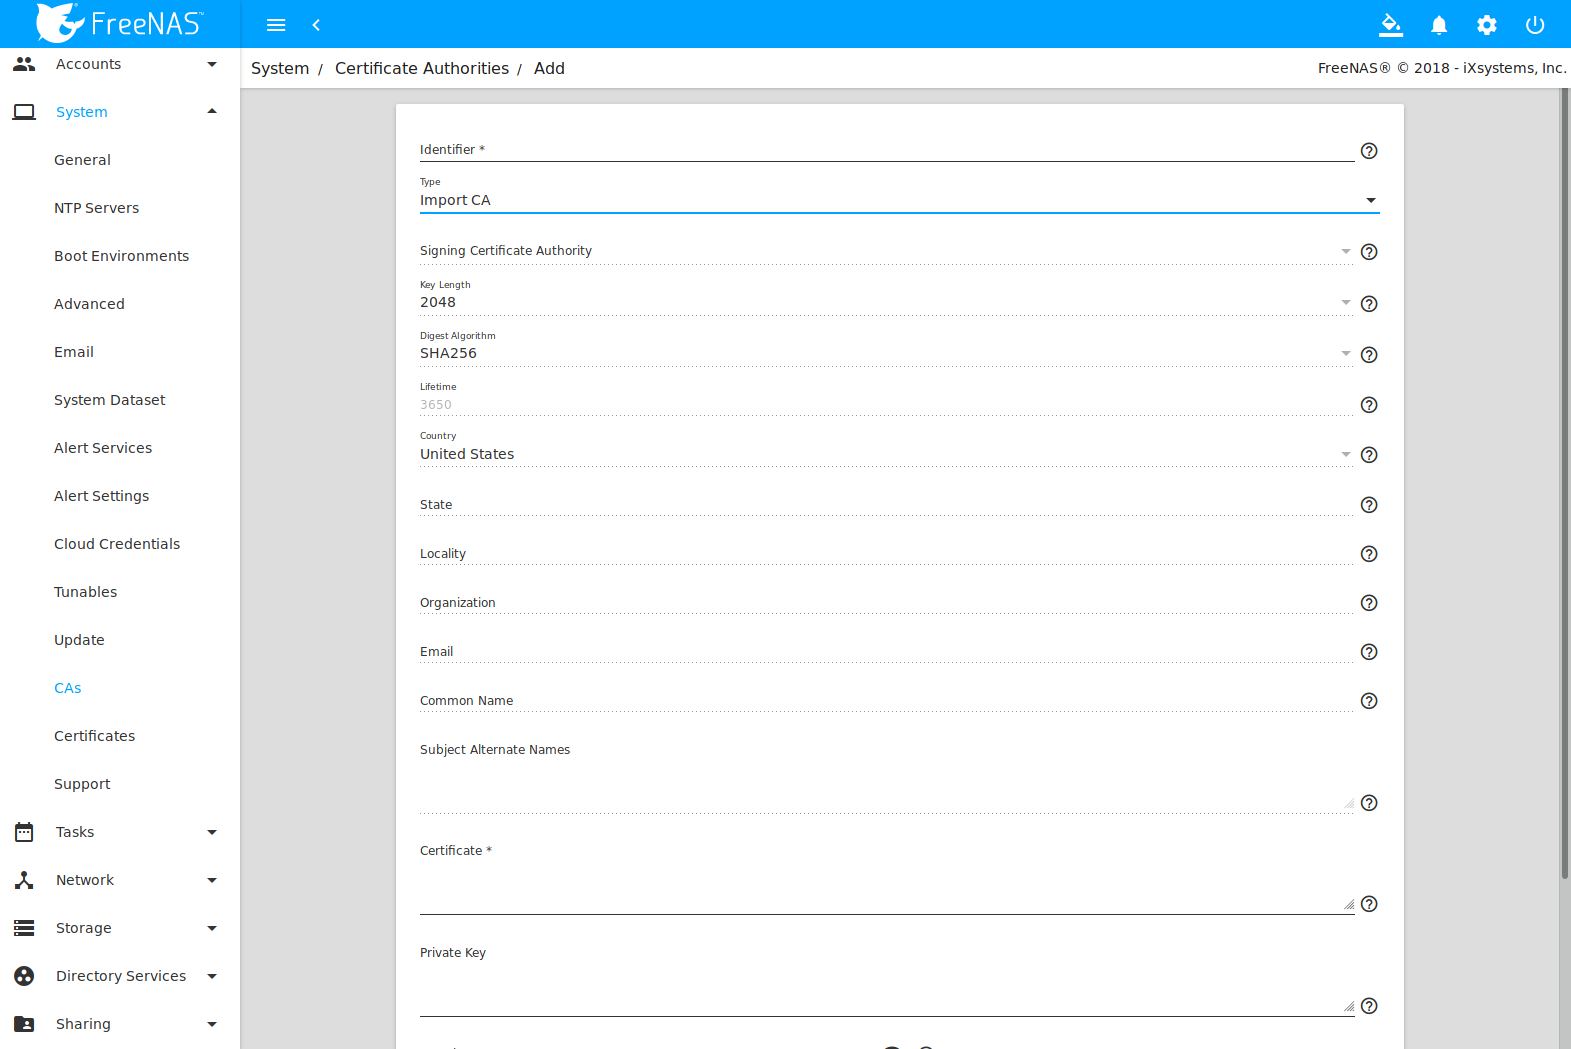 FreeNAS™
Accounts
System
General
NTP Servers
Boot Environments
Advanced
Email
System Dataset
Alert Services
Alert Settings
Cloud Credentials
Tunables
Update
CAs
Certificates
Support
Tasks
Network
Storage
Directory Services
Sharing
System / Certificate Authorities / Add
FreeNAS® © 2018 - iXsystems, Inc.
Identifier *
Type
Import CA
Signing Certificate Authority
Key Length
2048
Digest Algorithm
SHA256
Lifetime
3650
Country
United States
State
Locality
Organization
Email
Common Name
Subject Alternate Names
Certificate *
Private Key